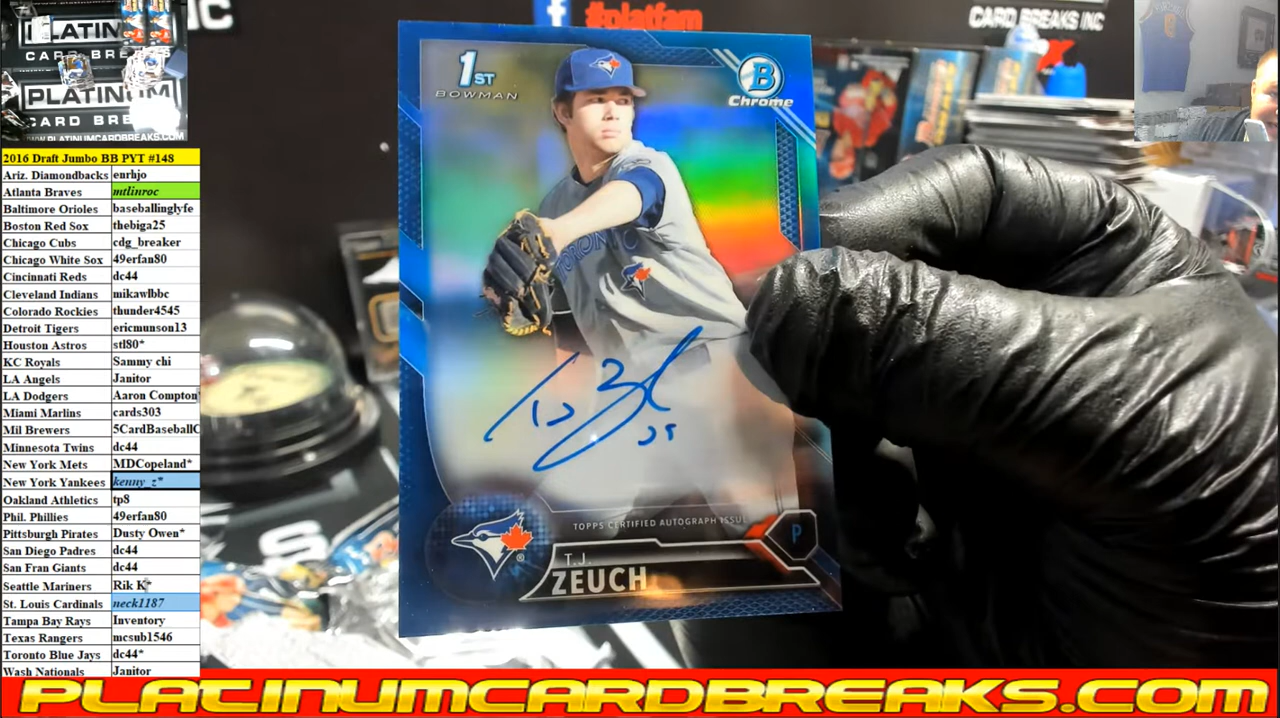 PLATINUM
CARD BRE
PLATINUM
CARD BRE
WWW.PLATINUMCARDBREAKS.COM
#platfam
CARD BREAKS INC
NC
2016 Draft Jumbo BB PYT #148
Ariz. Diamondbacks enrhjo
Atlanta Braves mtlinroc
Baltimore Orioles baseballinglyfe
Boston Red Sox thebiga25
Chicago Cubs cdg_breaker
Chicago White Sox 49erfan80
Cincinnati Reds dc44
Cleveland Indians mikawlbbc
Colorado Rockies thunder4545
Detroit Tigers ericmunson13
Houston Astros stl80*
KC Royals Sammy chi
LA Angels Janitor
LA Dodgers Aaron Compton*
Miami Marlins cards303
Mil Brewers 5CardBaseballC
Minnesota Twins dc44
New York Mets MDCopeland*
New York Yankees kenny_z*
Oakland Athletics tp8
Phil. Phillies 49erfan80
Pittsburgh Pirates Dusty Owen*
San Diego Padres dc44
San Fran Giants dc44
Seattle Mariners Rik K*
St. Louis Cardinals neck1187
Tampa Bay Rays Inventory
Texas Rangers mcsub1546
Toronto Blue Jays dc44*
Wash Nationals Janitor
1ST
BOWMAN
B
Chrome
TORONTO
TOPPS CERTIFIED AUTOGRAPH ISSUE
P
T.J.
ZEUCH
PLATINUMCARDBREAKS.COM